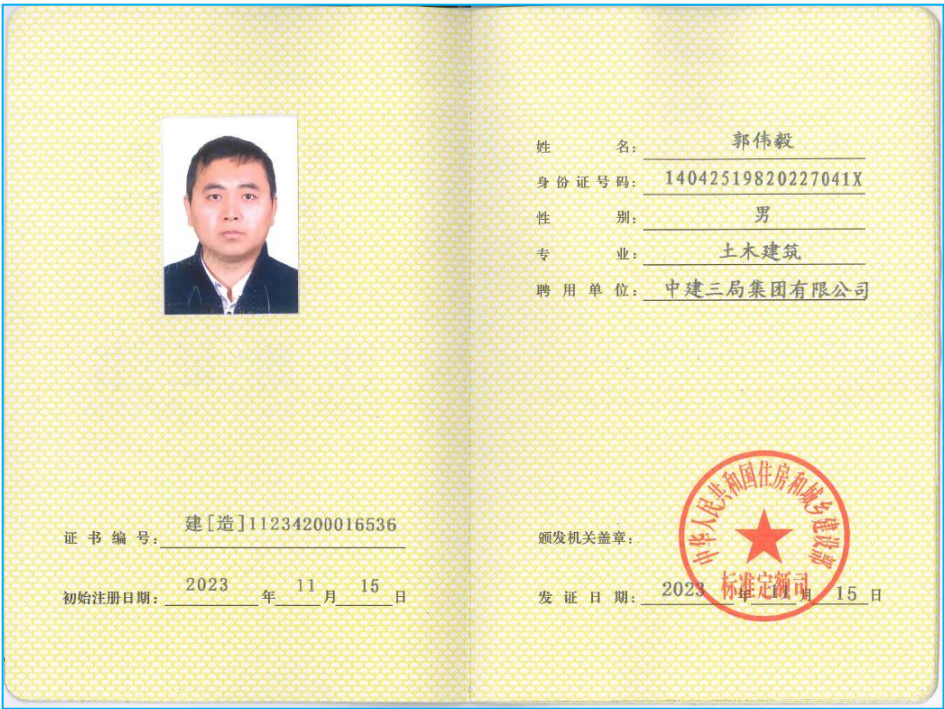 证书编号：建[造]11234200016536
初始注册日期：2023年11月15日
姓名：郭伟毅
身份证号码：14042519820227041X
性别：男
专业：土木建筑
聘用单位：中建三局集团有限公司
颁发机关盖章：
中华人民共和国住房和城乡建设部
标准定额司
发证日期：2023年11月15日